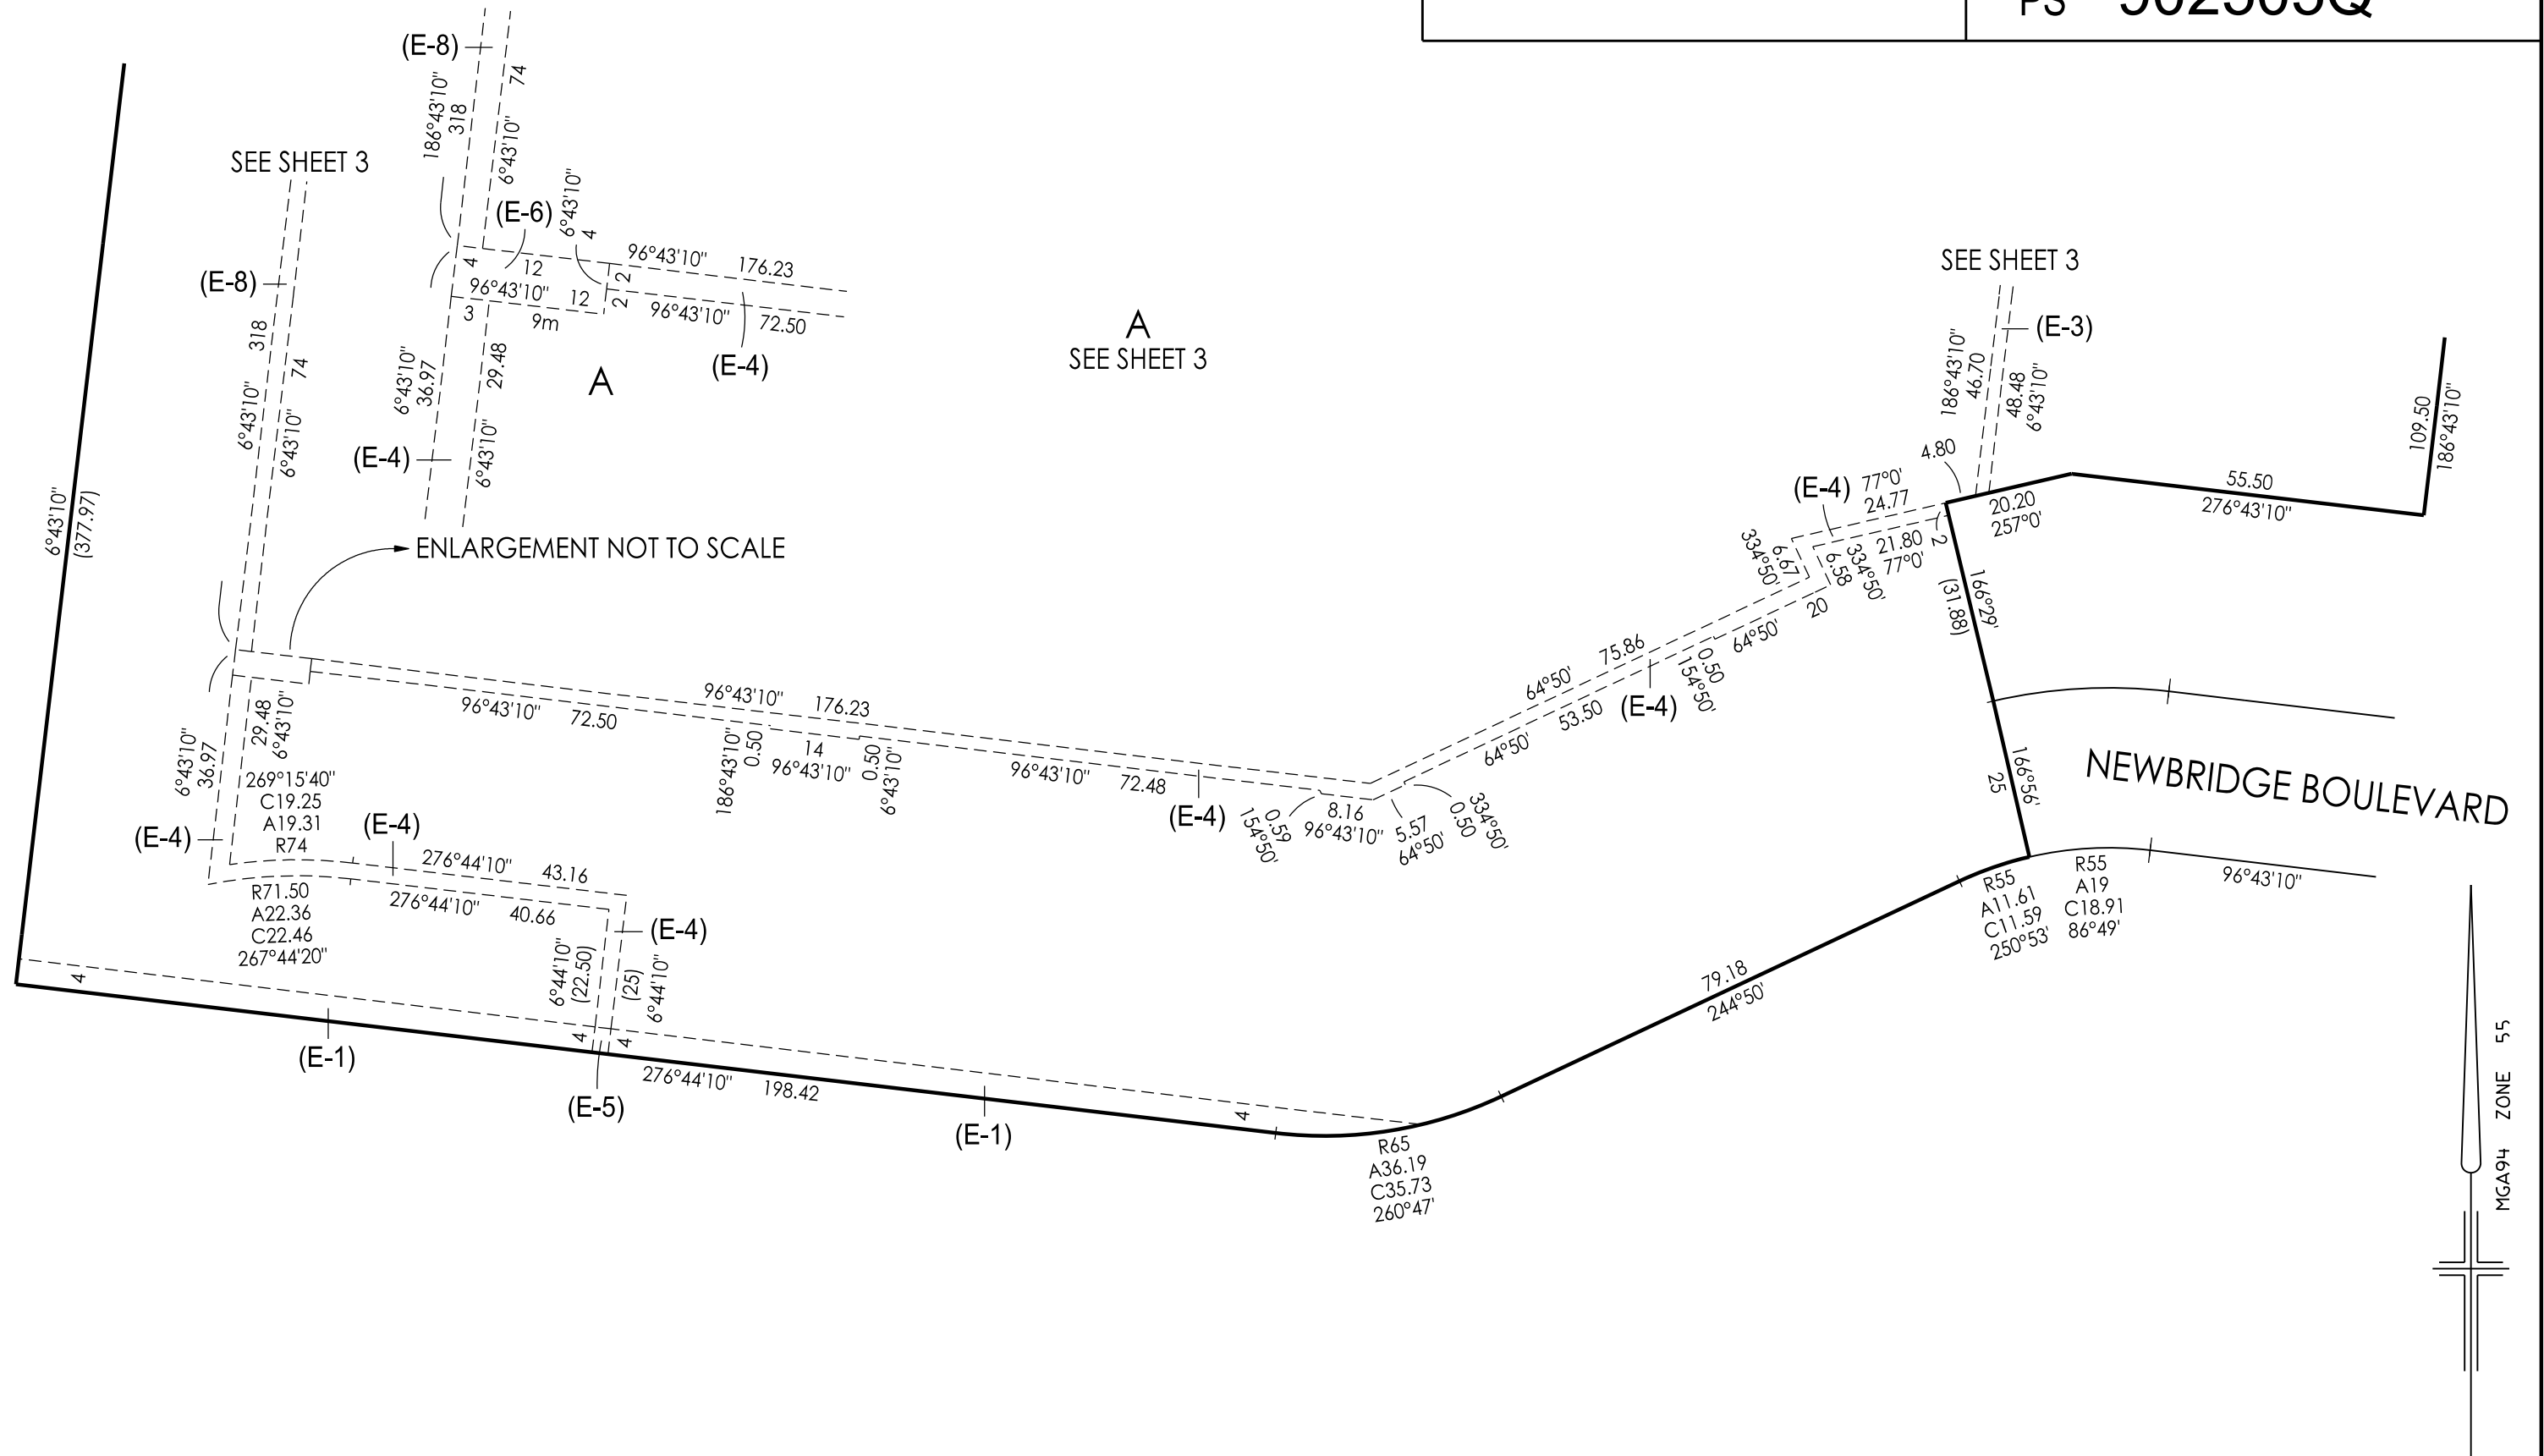 PS
(E-8)
186°43'10"
318
74
6°43'10"
SEE SHEET 3
(E-6)
6°43'10"
4
96°43'10" 176.23
4
12
2
96°43'10" 12
2
96°43'10" 72.50
3
9m
(E-4)
(E-8)
318
6°43'10"
74
6°43'10"
6°43'10"
36.97
29.48
6°43'10"
A
(E-4)
A
SEE SHEET 3
SEE SHEET 3
(E-3)
186°43'10"
46.70
48.48
6°43'10"
109.50
186°43'10"
4.80
(E-4)
77°0'
24.77
20.20
257°0'
55.50
276°43'10"
6.67
334°50'
6.58
334°50'
21.80
77°0'
2
6°43'10"
(377.97)
ENLARGEMENT NOT TO SCALE
166°29'
(31.88)
20
64°50'
75.86
64°50'
0.50
154°50'
(E-4)
53.50
64°50'
96°43'10" 176.23
96°43'10" 72.50
186°43'10"
0.50
14
96°43'10"
0.50
6°43'10"
96°43'10" 72.48
(E-4)
0.59
154°50'
8.16
96°43'10"
5.57
64°50'
0.50
334°50'
29.48
6°43'10"
6°43'10"
36.97
269°15'40"
C19.25
A19.31
R74
(E-4)
(E-4)
276°44'10" 43.16
R71.50
A22.36
C22.46
267°44'20"
276°44'10" 40.66
(E-4)
6°44'10"
(22.50)
(25)
6°44'10"
166°56'
25
NEWBRIDGE BOULEVARD
R55
A11.61
C11.59
250°53'
R55
A19
C18.91
86°49'
96°43'10"
79.18
244°50'
4
(E-1)
4
4
(E-5)
276°44'10" 198.42
(E-1)
4
R65
A36.19
C35.73
260°47'
MGA94 ZONE 55